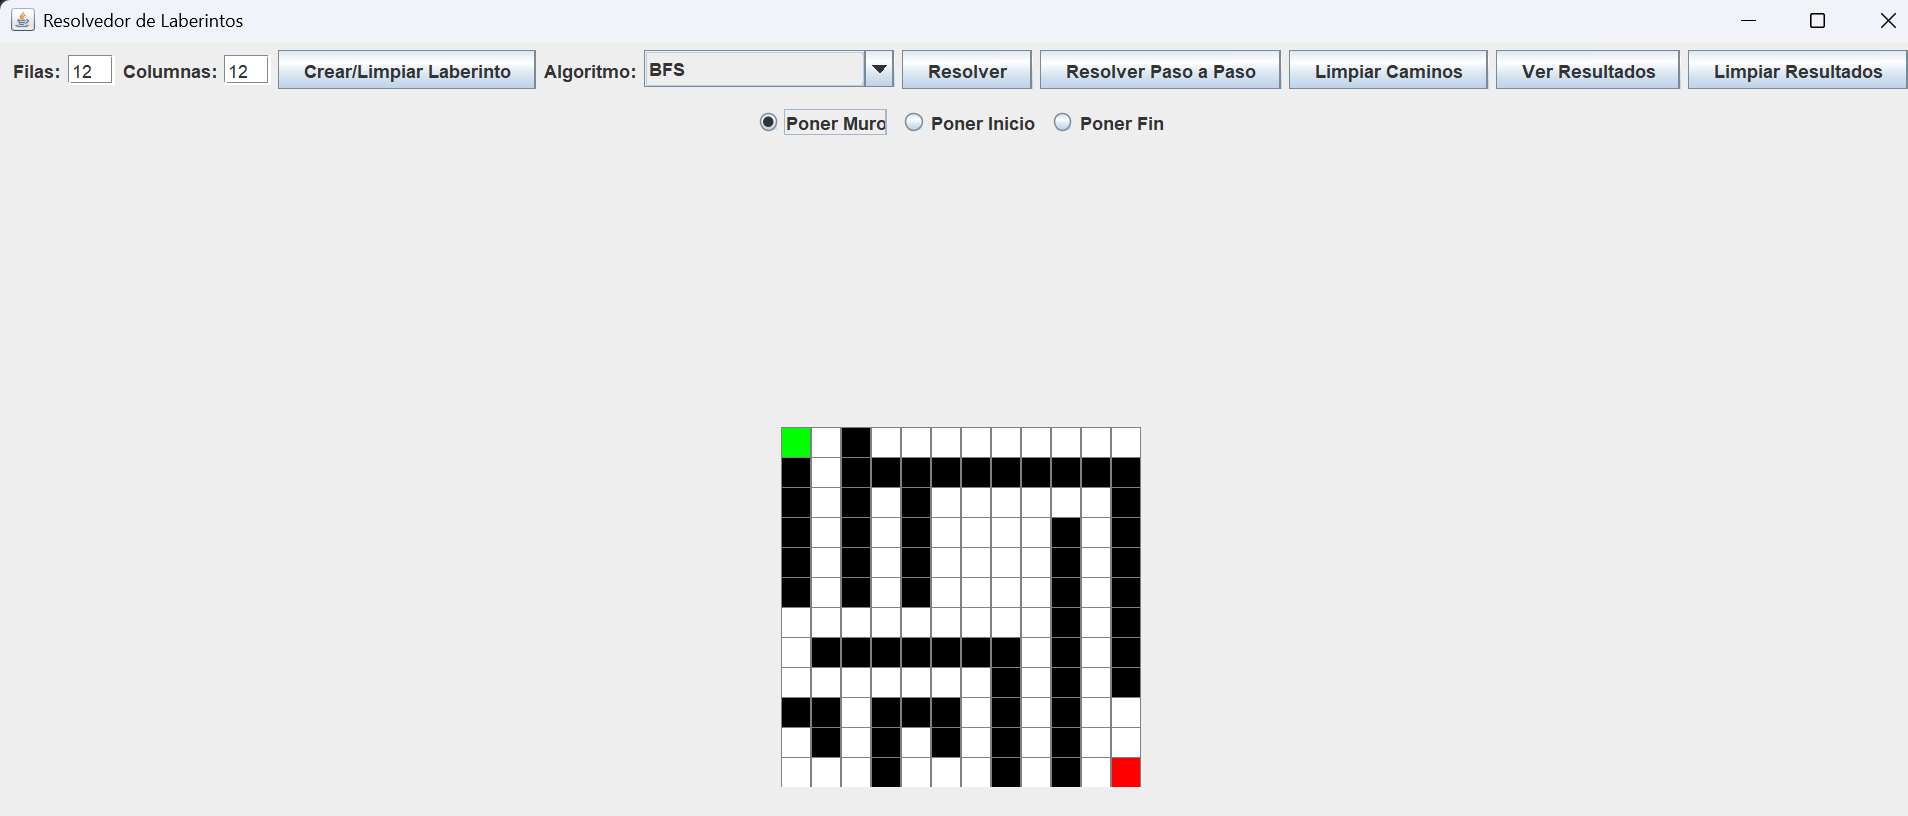 Resolvedor de Laberintos
Filas: 12 Columnas: 12 Crear/Limpiar Laberinto Algoritmo: BFS Resolver Resolver Paso a Paso Limpiar Caminos Ver Resultados Limpiar Resultados
Poner Muro Poner Inicio Poner Fin